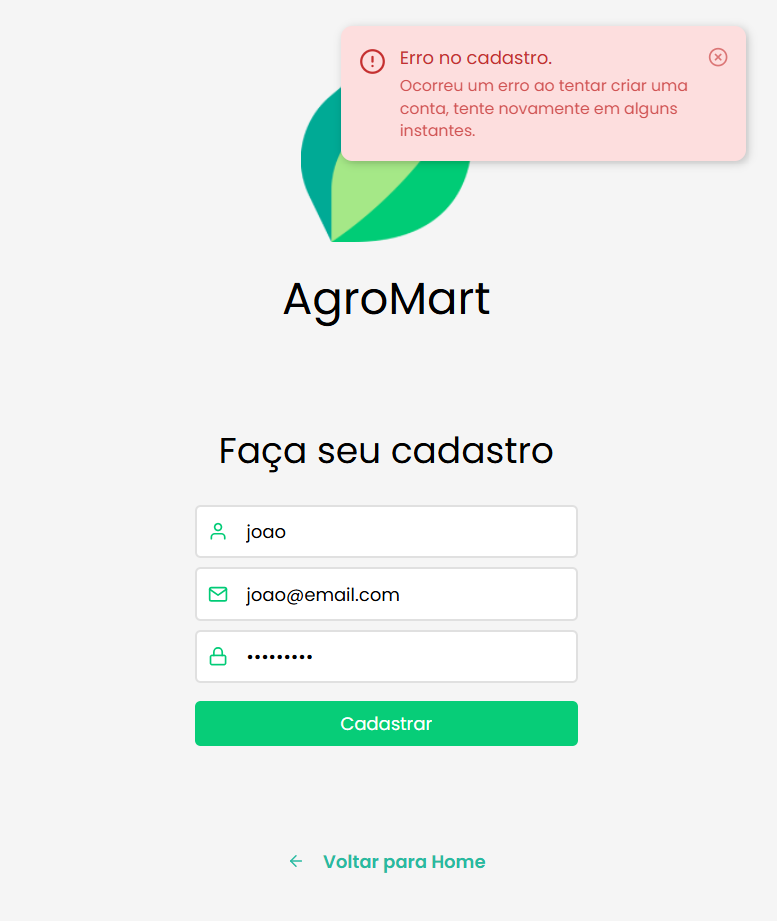 Erro no cadastro.
Ocorreu um erro ao tentar criar uma
conta, tente novamente em alguns
instantes.
AgroMart
Faça seu cadastro
joao
joao@email.com
•••••••••
Cadastrar
Voltar para Home